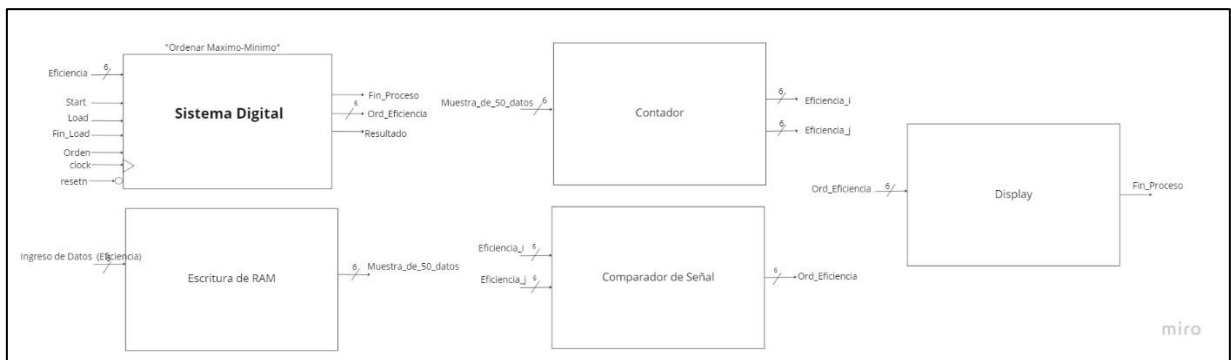 "Ordenar Maximo-Minimo"
Eficiencia
6
Start
Load
Fin_Load
Orden
clock
resetn
Sistema Digital
Fin_Proceso
6
Ord_Eficiencia
Resultado
Muestra_de_50_datos
6
Contador
6
Eficiencia_i
6
Eficiencia_j
Ord_Eficiencia
6
Display
Fin_Proceso
Ingreso de Datos (Eficiencia)
6
Escritura de RAM
6
Muestra_de_50_datos
Eficiencia_i
6
Eficiencia_j
6
Comparador de Señal
6
Ord_Eficiencia
miro